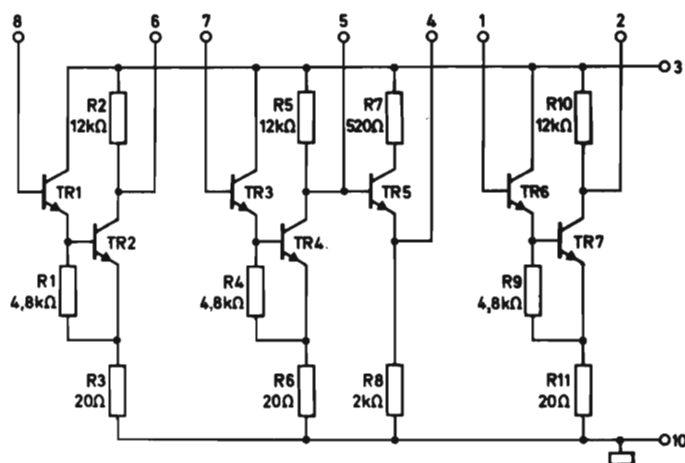 8 6 7 5 4 1 2
3
R2 12kΩ
R5 12kΩ
R7 520Ω
R10 12kΩ
TR1
TR3
TR5
TR6
TR2
TR4
TR7
R1 4,8kΩ
R4 4,8kΩ
R9 4,8kΩ
R3 20Ω
R6 20Ω
R8 2kΩ
R11 20Ω
10